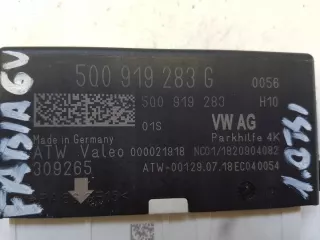 5Q0 919 283 G 0056
5Q0 919 283 H10
01S VW AG
Parkhilfe 4K
Made in Germany
ATW Valeo 000021918 NC01/1820904082
309265 ATW-00129.07.18EC040054
FABIA 6V
1.0TSI